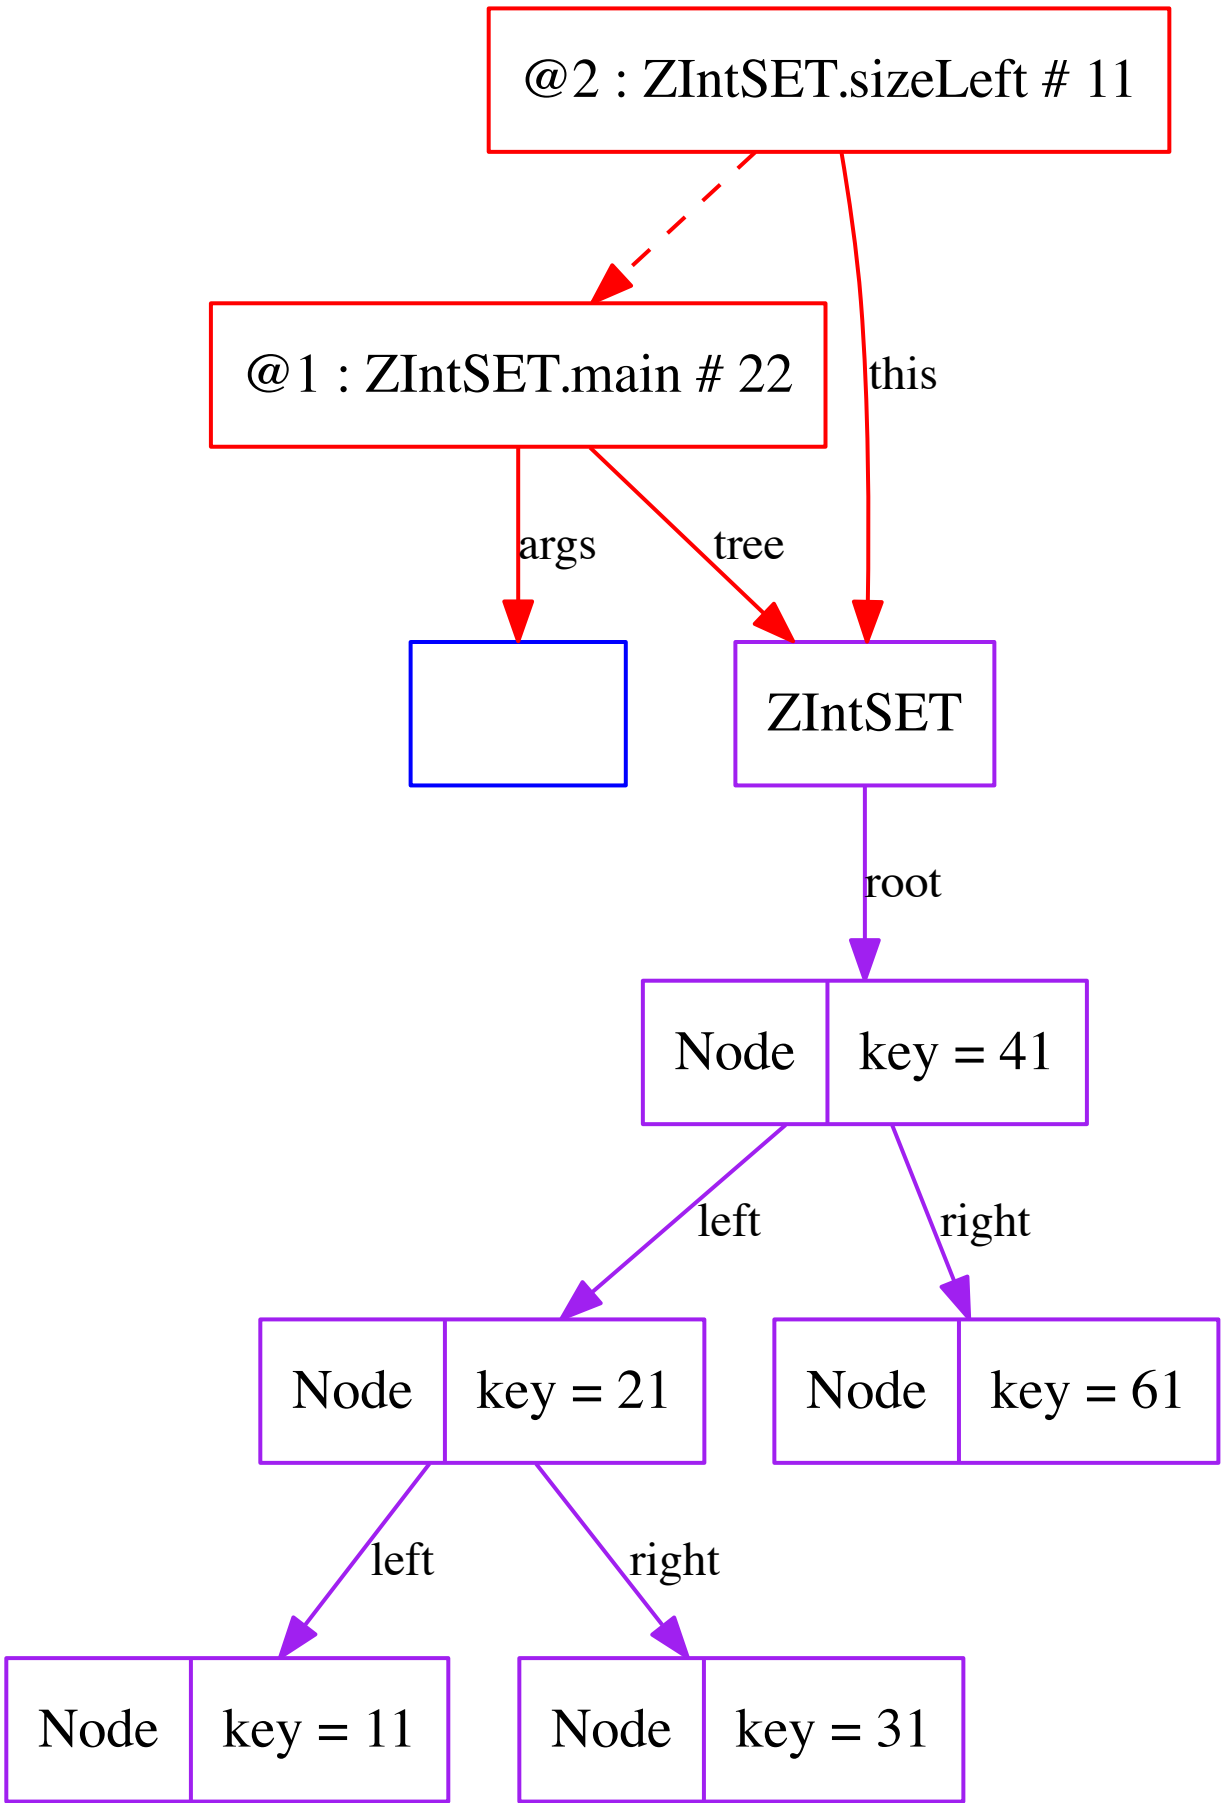 @2 : ZIntSET.sizeLeft # 11
@1 : ZIntSET.main # 22
this
args
tree
ZIntSET
root
Node key = 41
left
right
Node key = 21
Node key = 61
left
right
Node key = 11
Node key = 31